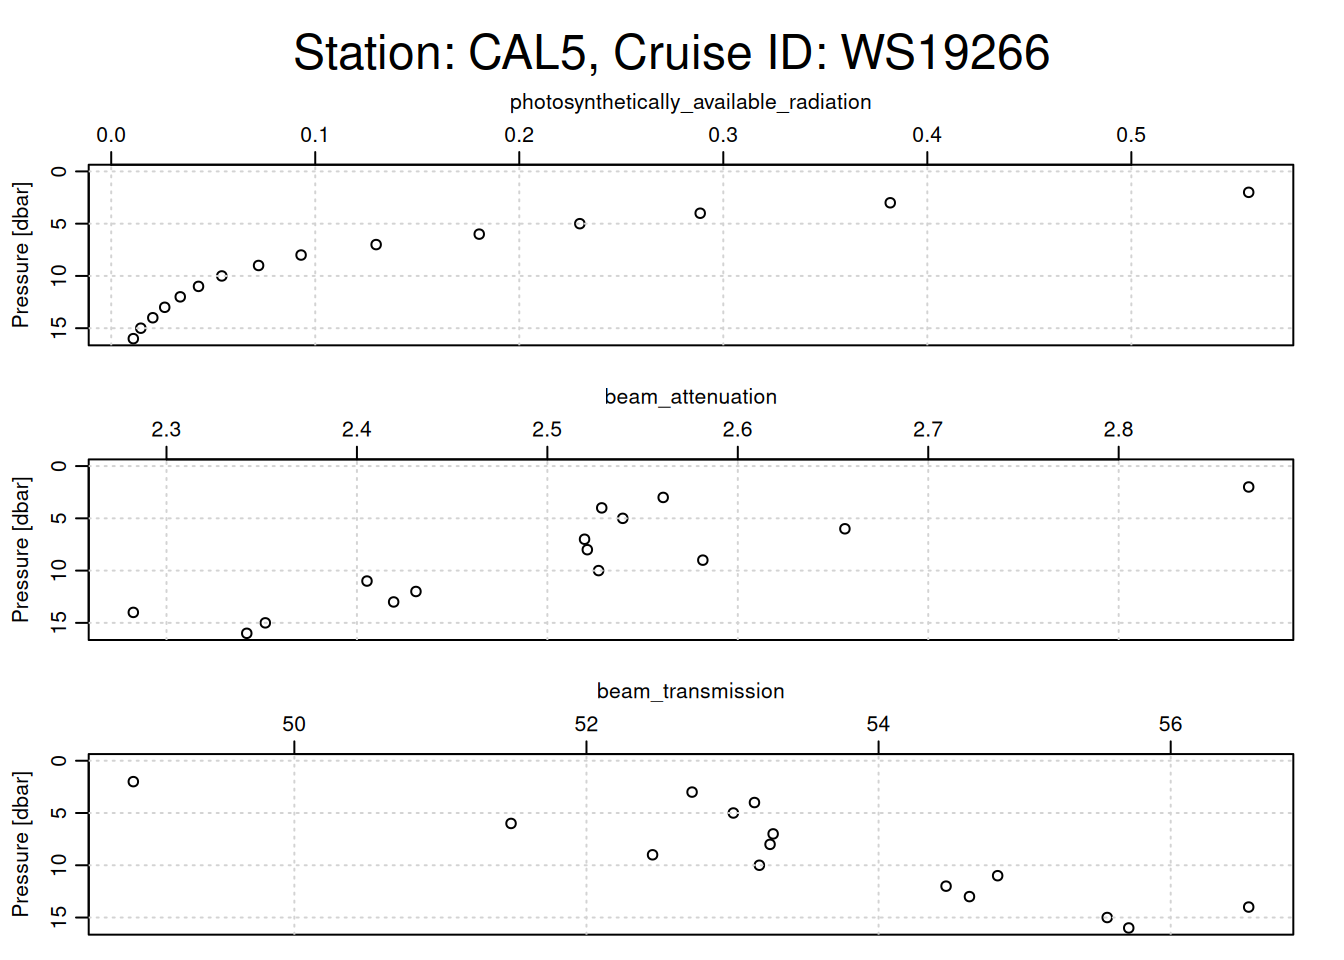 Station: CAL5, Cruise ID: WS19266
photosynthetically_available_radiation
0.0 0.1 0.2 0.3 0.4 0.5
Pressure [dbar]
0
5
10
15
beam_attenuation
2.3 2.4 2.5 2.6 2.7 2.8
Pressure [dbar]
0
5
10
15
beam_transmission
50 52 54 56
Pressure [dbar]
0
5
10
15